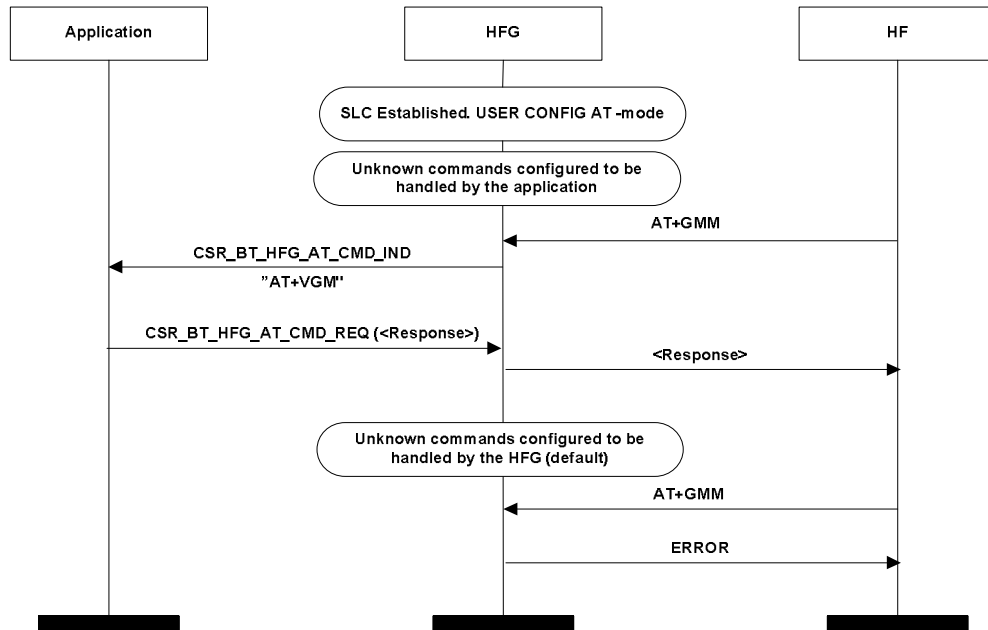 Application
HFG
HF
SLC Established. USER CONFIG AT -mode
Unknown commands configured to be
handled by the application
AT+GMM
CSR_BT_HFG_AT_CMD_IND
"AT+VGM"
CSR_BT_HFG_AT_CMD_REQ (<Response>)
<Response>
Unknown commands configured to be
handled by the HFG (default)
AT+GMM
ERROR